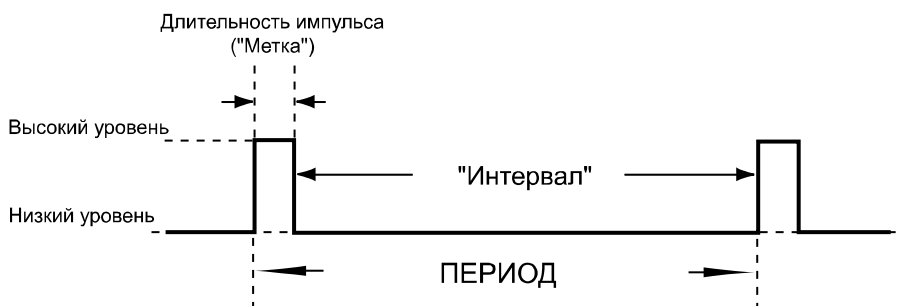 Длительность импульса
("Метка")
Высокий уровень
"Интервал"
Низкий уровень
ПЕРИОД